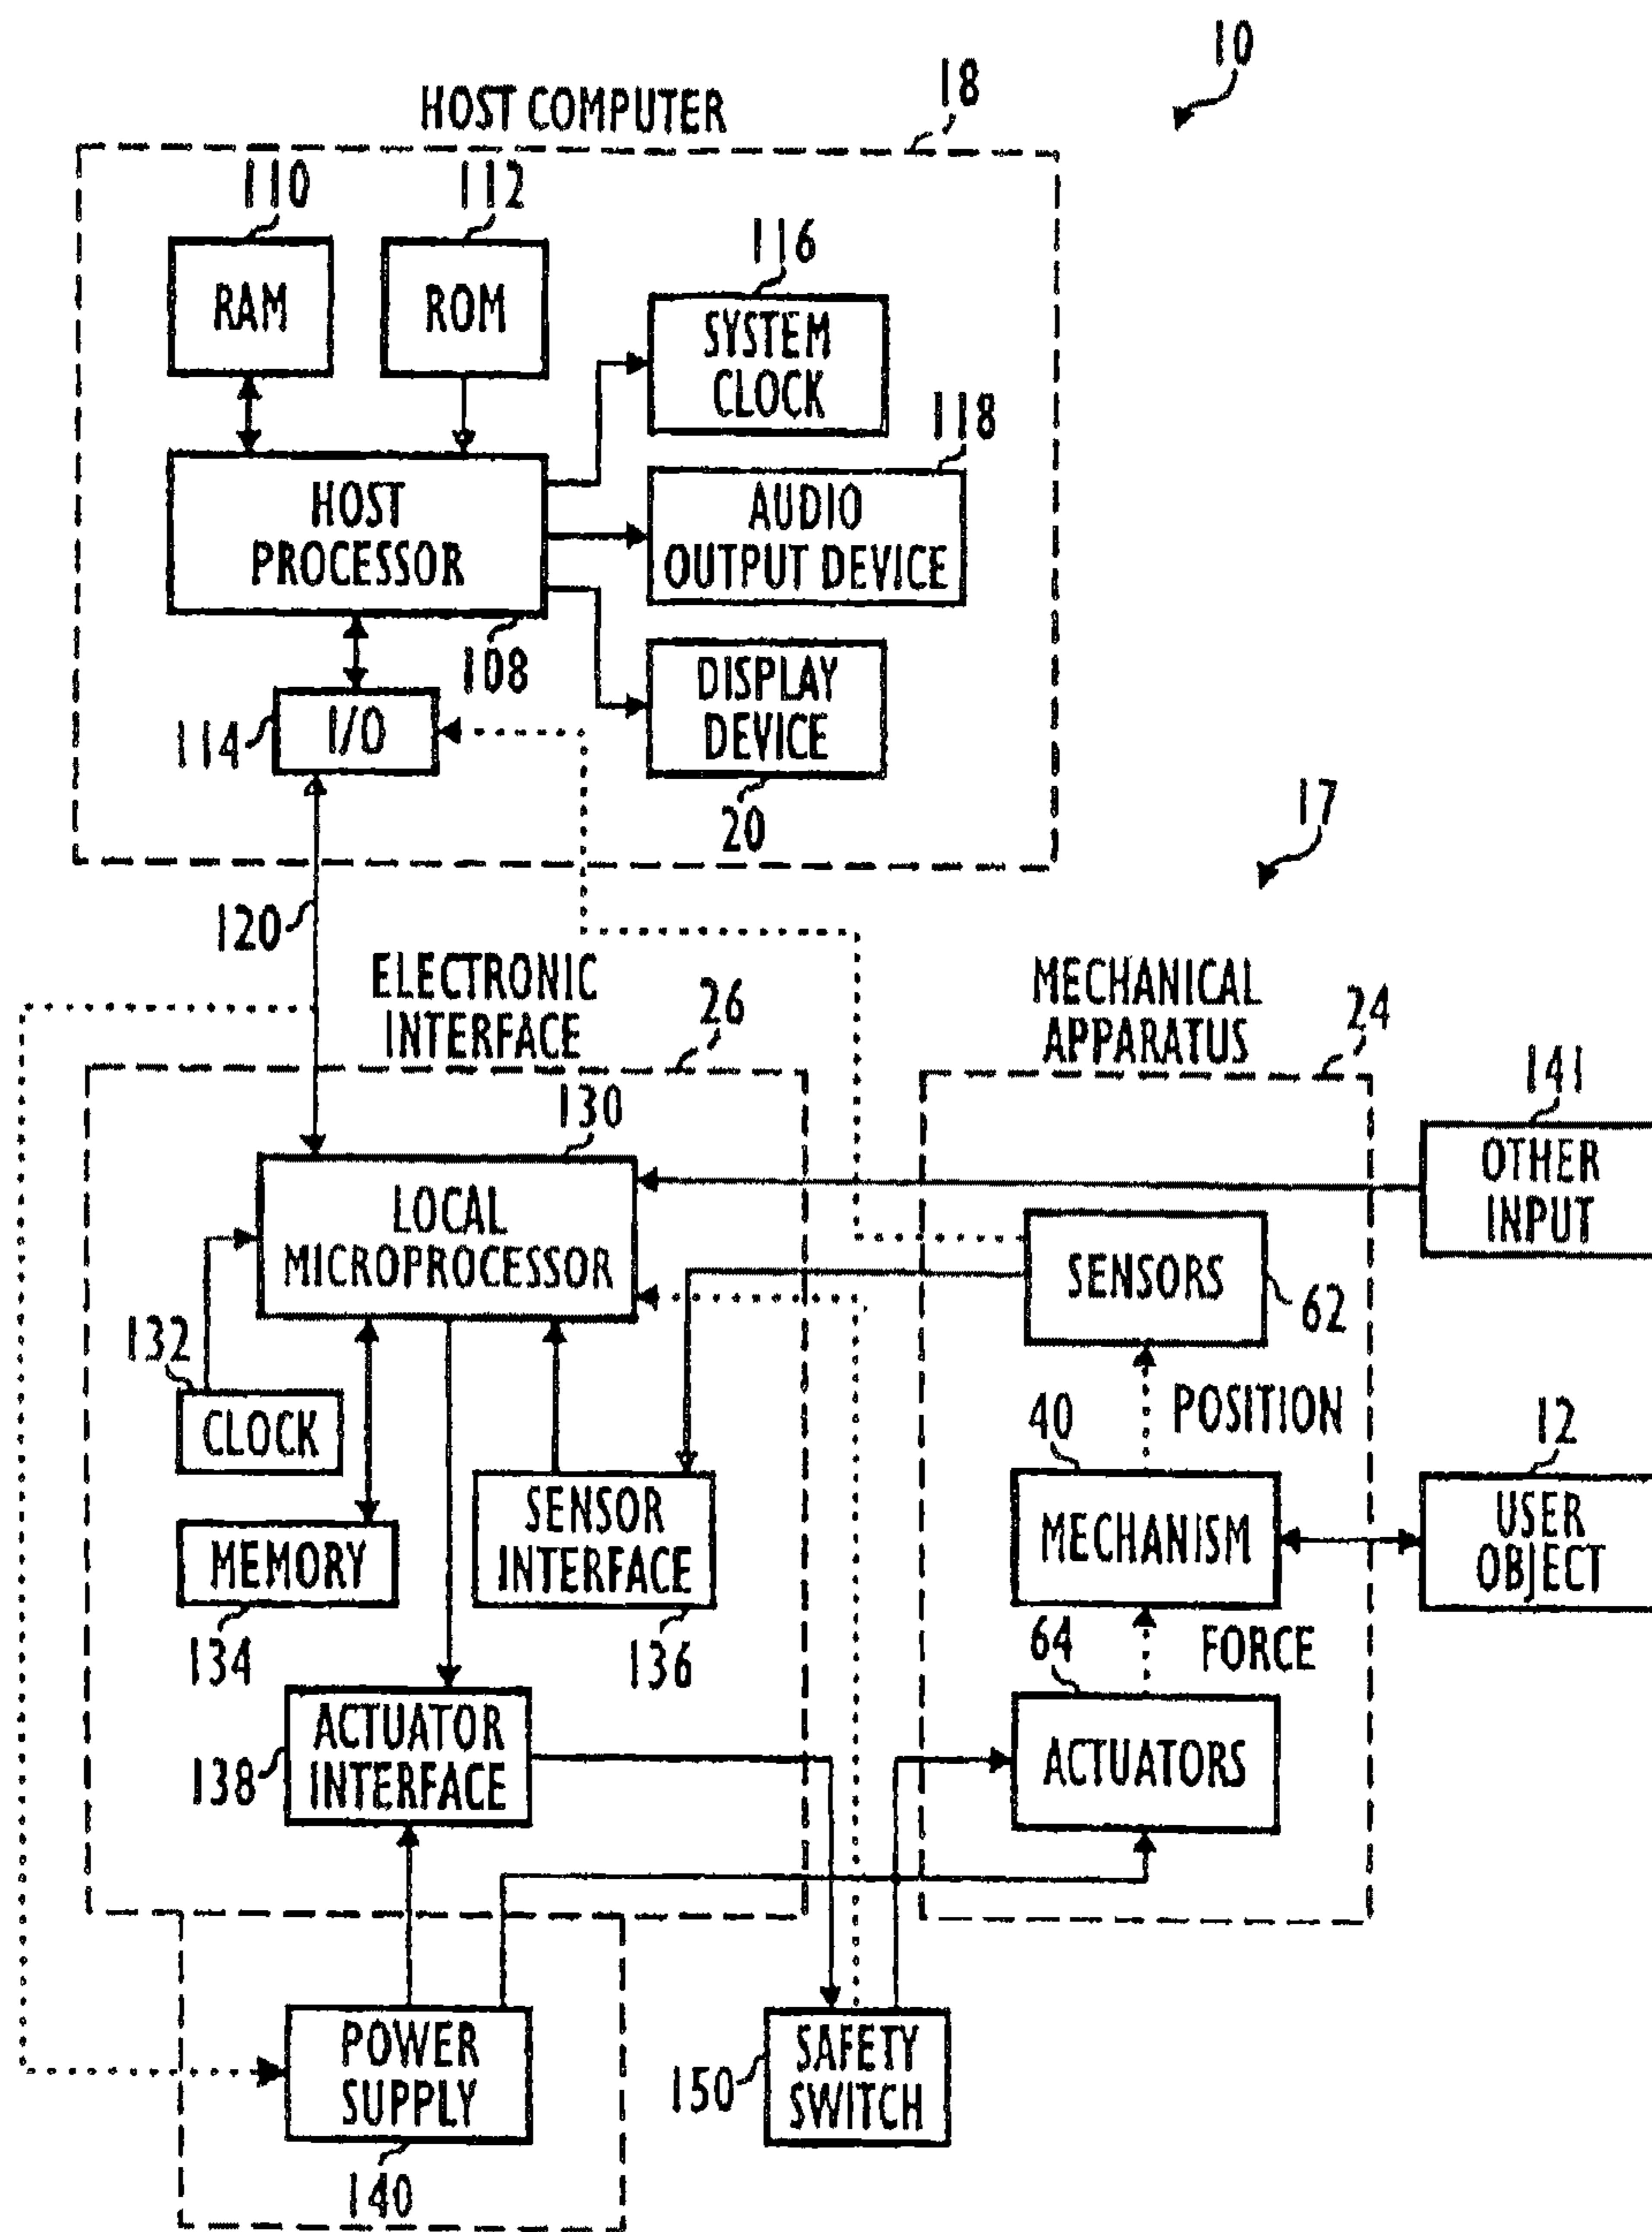 10
HOST COMPUTER
18
110
112
116
RAM
ROM
SYSTEM
CLOCK
118
HOST
PROCESSOR
AUDIO
OUTPUT DEVICE
108
DISPLAY
DEVICE
114
I/O
20
17
120
ELECTRONIC
INTERFACE
26
MECHANICAL
APPARATUS
24
141
130
OTHER
INPUT
LOCAL
MICROPROCESSOR
SENSORS
62
132
CLOCK
POSITION
40
12
SENSOR
INTERFACE
MECHANISM
USER
OBJECT
MEMORY
134
136
64
FORCE
ACTUATOR
INTERFACE
138
ACTUATORS
POWER
SUPPLY
SAFETY
SWITCH
150
140